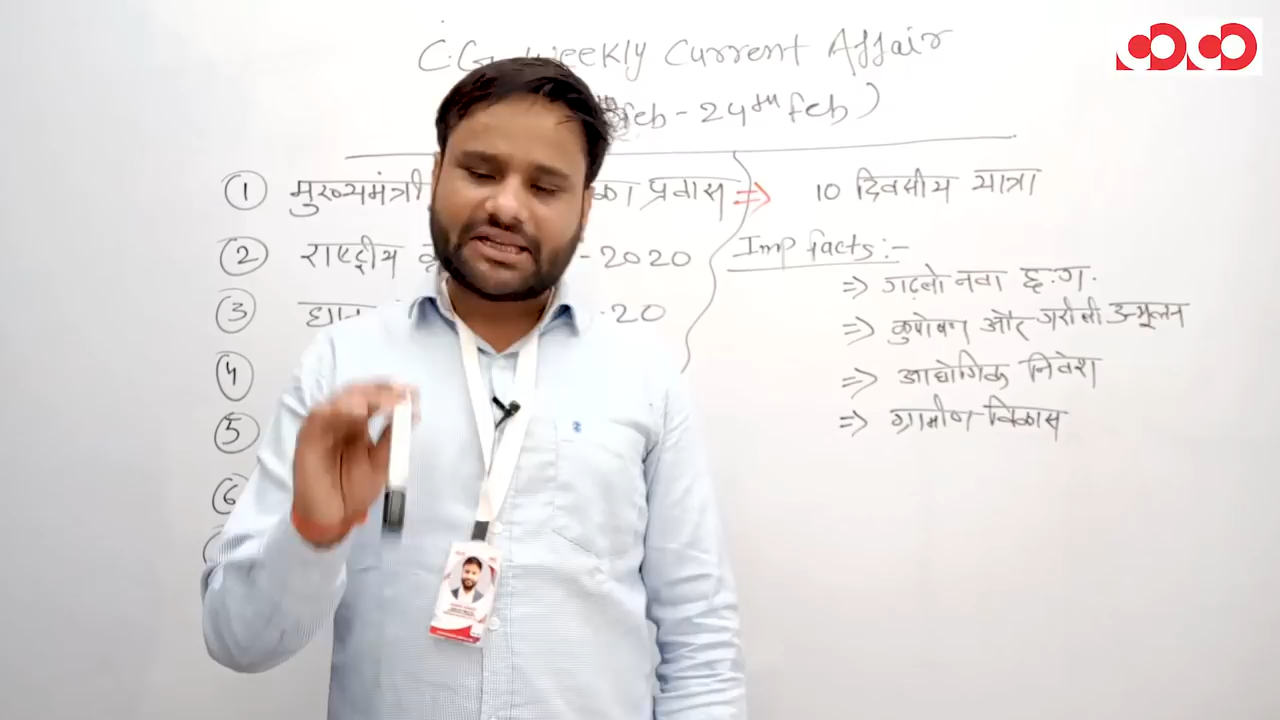 C.G. Weekly Current Affair
feb - 24th feb)
① मुख्यमंत्री का प्रवास ⇒ 10 दिवसीय यात्रा
② राष्ट्रीय - 2020
③ 20
④
⑤
⑥
Imp facts:-
⇒ गढ़बो नवा छ.ग.
⇒ कुपोषण और गरीबी उन्मूलन
⇒ औद्योगिक निवेश
⇒ ग्रामीण विकास